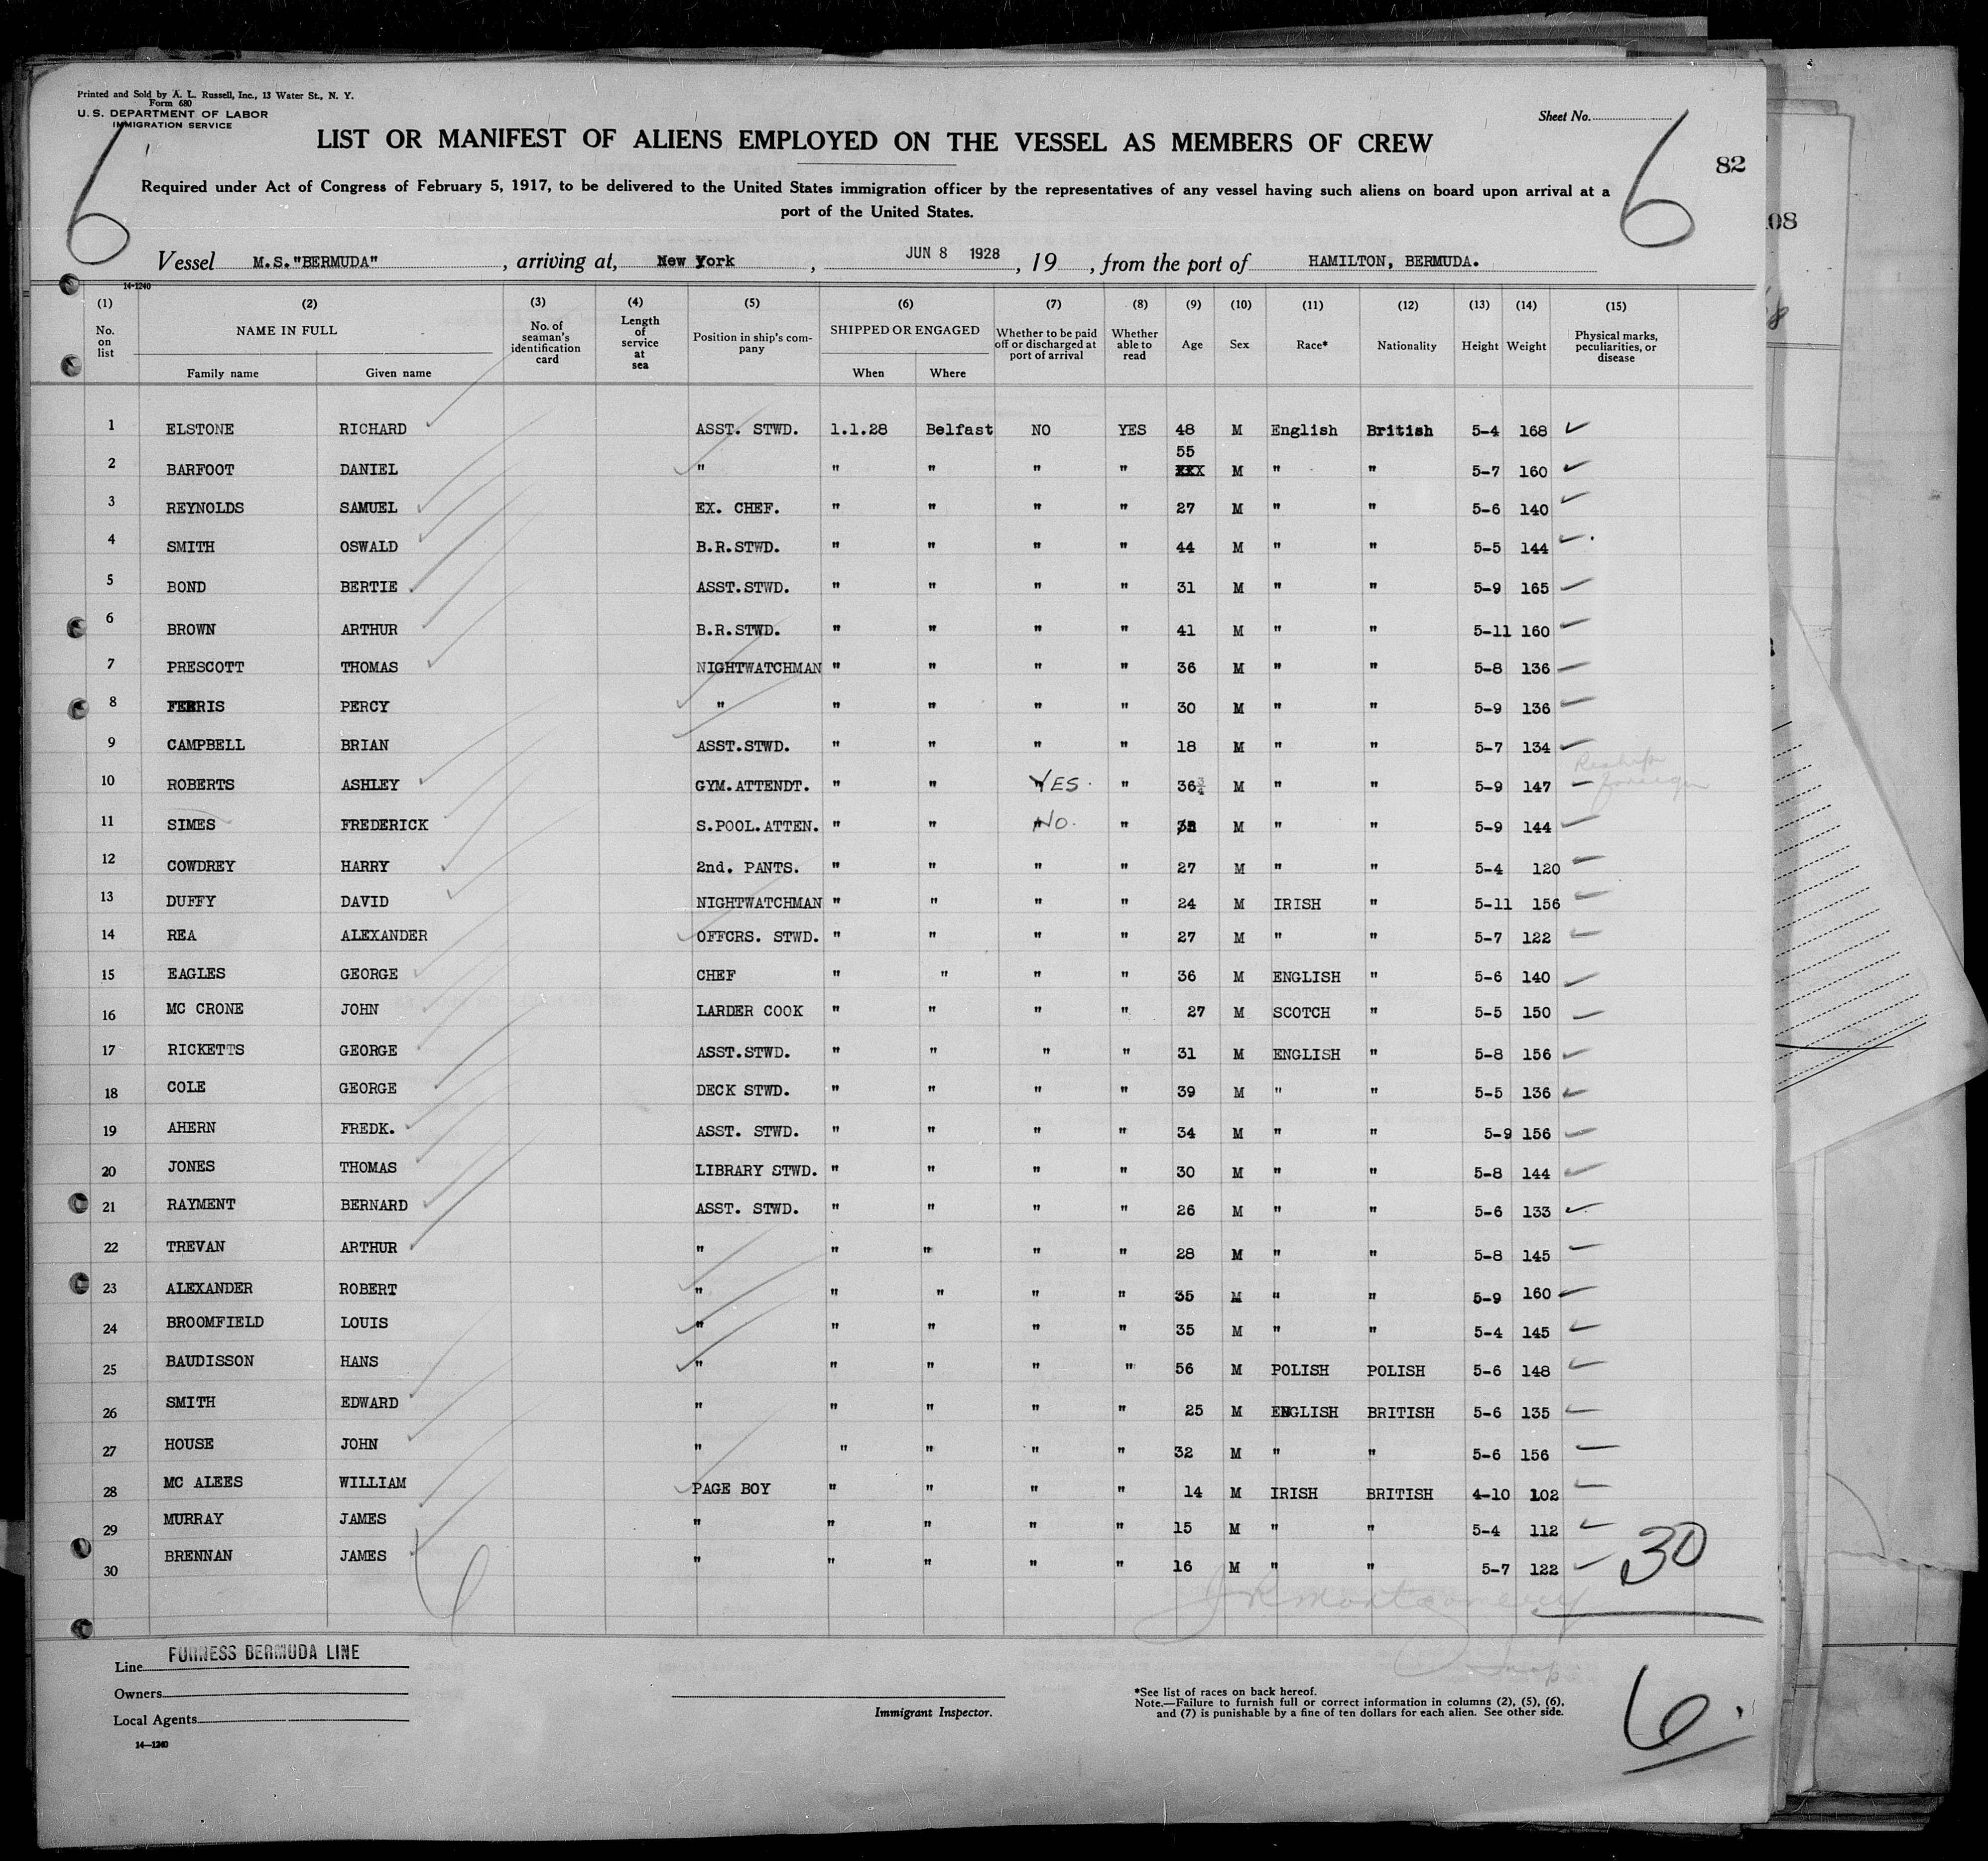 Printed and Sold by A. L. Russell, Inc., 13 Water St., N. Y.
Form 680
U. S. DEPARTMENT OF LABOR
IMMIGRATION SERVICE
Sheet No.
6
6
82
LIST OR MANIFEST OF ALIENS EMPLOYED ON THE VESSEL AS MEMBERS OF CREW
Required under Act of Congress of February 5, 1917, to be delivered to the United States immigration officer by the representatives of any vessel having such aliens on board upon arrival at a
port of the United States.
Vessel M.S."BERMUDA" , arriving at, New York , JUN 8 1928 , 19 , from the port of HAMILTON, BERMUDA.
14-1240
(1) (2) (3) (4) (5) (6) (7) (8) (9) (10) (11) (12) (13) (14) (15)
No. on list NAME IN FULL Family name Given name No. of seaman's identification card Length of service at sea Position in ship's company SHIPPED OR ENGAGED When Where Whether to be paid off or discharged at port of arrival Whether able to read Age Sex Race* Nationality Height Weight Physical marks, peculiarities, or disease
1 ELSTONE RICHARD ASST. STWD. 1.1.28 Belfast NO YES 48 M English British 5-4 168
2 BARFOOT DANIEL " " " " " 55 XXX M " " 5-7 160
3 REYNOLDS SAMUEL EX. CHEF. " " " " 27 M " " 5-6 140
4 SMITH OSWALD B.R.STWD. " " " " 44 M " " 5-5 144
5 BOND BERTIE ASST.STWD. " " " " 31 M " " 5-9 165
6 BROWN ARTHUR B.R.STWD. " " " " 41 M " " 5-11 160
7 PRESCOTT THOMAS NIGHTWATCHMAN " " " " 36 M " " 5-8 136
8 FERRIS PERCY " " " " " 30 M " " 5-9 136
9 CAMPBELL BRIAN ASST.STWD. " " " " 18 M " " 5-7 134
10 ROBERTS ASHLEY GYM.ATTENDT. " " YES " 36¾ M " " 5-9 147 Reship foreign
11 SIMES FREDERICK S.POOL.ATTEN. " " NO. " M " " 5-9 144
12 COWDREY HARRY 2nd. PANTS. " " " " 27 M " " 5-4 120
13 DUFFY DAVID NIGHTWATCHMAN " " " " 24 M IRISH " 5-11 156
14 REA ALEXANDER OFFCRS. STWD. " " " " 27 M " " 5-7 122
15 EAGLES GEORGE CHEF " " " " 36 M ENGLISH " 5-6 140
16 MC CRONE JOHN LARDER COOK " " " " 27 M SCOTCH " 5-5 150
17 RICKETTS GEORGE ASST.STWD. " " " " 31 M ENGLISH " 5-8 156
18 COLE GEORGE DECK STWD. " " " " 39 M " " 5-5 136
19 AHERN FREDK. ASST. STWD. " " " " 34 M " " 5-9 156
20 JONES THOMAS LIBRARY STWD. " " " " 30 M " " 5-8 144
21 RAYMENT BERNARD ASST. STWD. " " " " 26 M " " 5-6 133
22 TREVAN ARTHUR " " " " " 28 M " " 5-8 145
23 ALEXANDER ROBERT " " " " " 35 M " " 5-9 160
24 BROOMFIELD LOUIS " " " " " 35 M " " 5-4 145
25 BAUDISSON HANS " " " " " 56 M POLISH POLISH 5-6 148
26 SMITH EDWARD " " " " " 25 M ENGLISH BRITISH 5-6 135
27 HOUSE JOHN " " " " " 32 M " " 5-6 156
28 MC ALEES WILLIAM PAGE BOY " " " " 14 M IRISH BRITISH 4-10 102
29 MURRAY JAMES " " " " " 15 M " " 5-4 112
30 BRENNAN JAMES " " " " " 16 M " " 5-7 122
30
J R Montgomery
Insp.
Line FURNESS BERMUDA LINE
Owners
Local Agents
14-1240
Immigrant Inspector.
*See list of races on back hereof.
Note.—Failure to furnish full or correct information in columns (2), (5), (6),
and (7) is punishable by a fine of ten dollars for each alien. See other side.
6.